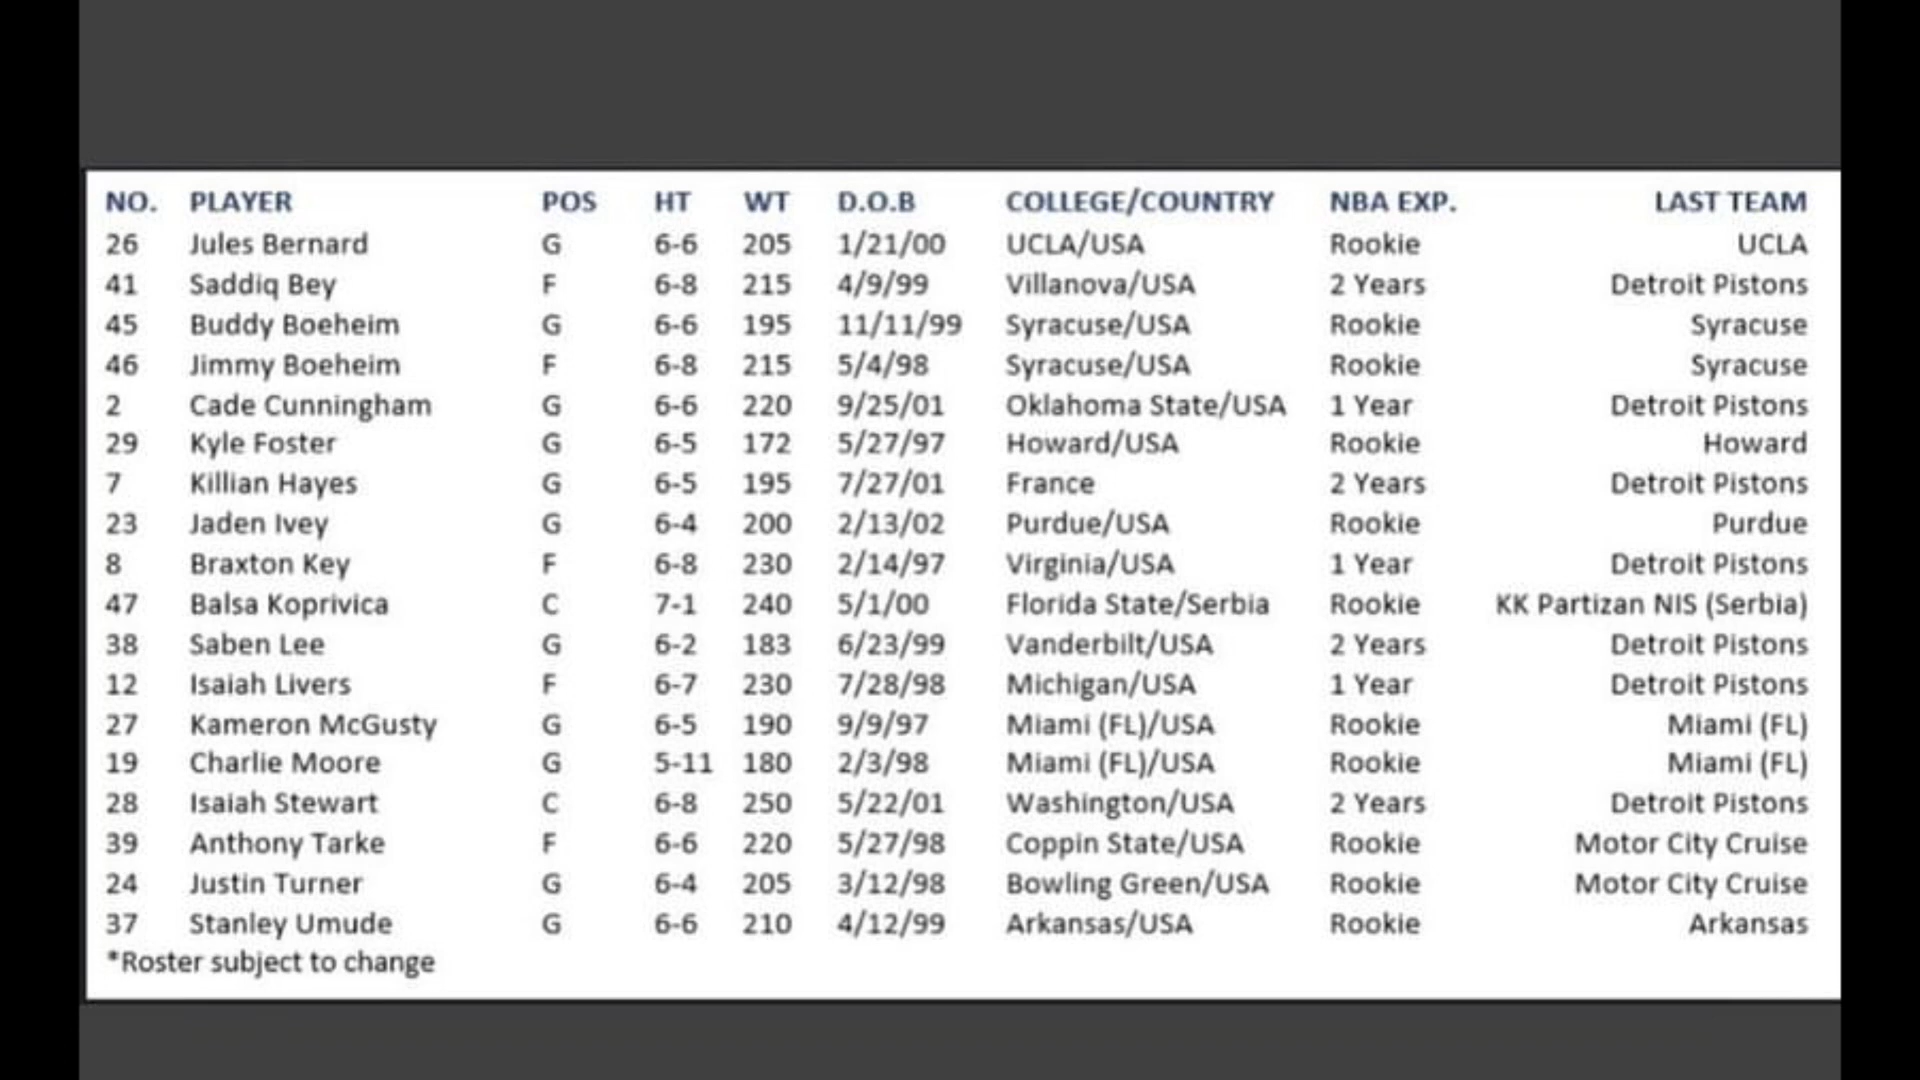 NO. PLAYER POS HT WT D.O.B COLLEGE/COUNTRY NBA EXP. LAST TEAM
26 Jules Bernard G 6-6 205 1/21/00 UCLA/USA Rookie UCLA
41 Saddiq Bey F 6-8 215 4/9/99 Villanova/USA 2 Years Detroit Pistons
45 Buddy Boeheim G 6-6 195 11/11/99 Syracuse/USA Rookie Syracuse
46 Jimmy Boeheim F 6-8 215 5/4/98 Syracuse/USA Rookie Syracuse
2 Cade Cunningham G 6-6 220 9/25/01 Oklahoma State/USA 1 Year Detroit Pistons
29 Kyle Foster G 6-5 172 5/27/97 Howard/USA Rookie Howard
7 Killian Hayes G 6-5 195 7/27/01 France 2 Years Detroit Pistons
23 Jaden Ivey G 6-4 200 2/13/02 Purdue/USA Rookie Purdue
8 Braxton Key F 6-8 230 2/14/97 Virginia/USA 1 Year Detroit Pistons
47 Balsa Koprivica C 7-1 240 5/1/00 Florida State/Serbia Rookie KK Partizan NIS (Serbia)
38 Saben Lee G 6-2 183 6/23/99 Vanderbilt/USA 2 Years Detroit Pistons
12 Isaiah Livers F 6-7 230 7/28/98 Michigan/USA 1 Year Detroit Pistons
27 Kameron McGusty G 6-5 190 9/9/97 Miami (FL)/USA Rookie Miami (FL)
19 Charlie Moore G 5-11 180 2/3/98 Miami (FL)/USA Rookie Miami (FL)
28 Isaiah Stewart C 6-8 250 5/22/01 Washington/USA 2 Years Detroit Pistons
39 Anthony Tarke F 6-6 220 5/27/98 Coppin State/USA Rookie Motor City Cruise
24 Justin Turner G 6-4 205 3/12/98 Bowling Green/USA Rookie Motor City Cruise
37 Stanley Umude G 6-6 210 4/12/99 Arkansas/USA Rookie Arkansas
*Roster subject to change